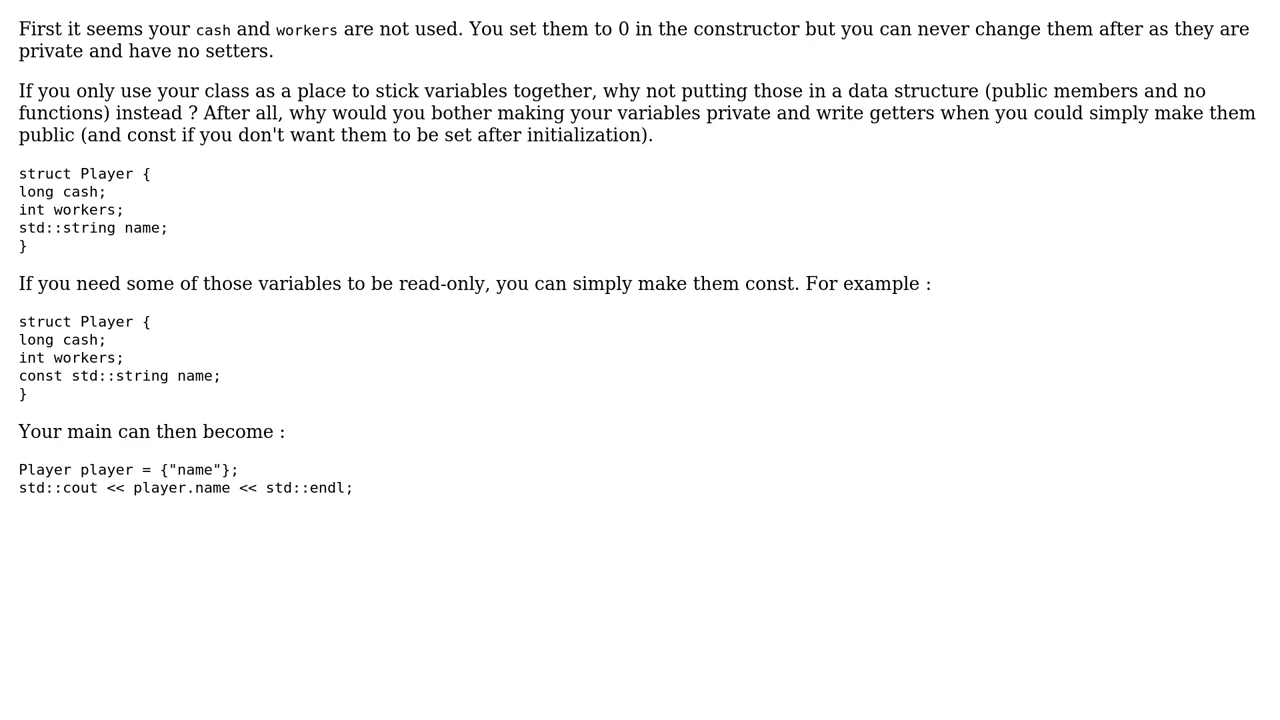 First it seems your cash and workers are not used. You set them to 0 in the constructor but you can never change them after as they are
private and have no setters.
If you only use your class as a place to stick variables together, why not putting those in a data structure (public members and no
functions) instead ? After all, why would you bother making your variables private and write getters when you could simply make them
public (and const if you don't want them to be set after initialization).
struct Player {
long cash;
int workers;
std::string name;
}
If you need some of those variables to be read-only, you can simply make them const. For example :
struct Player {
long cash;
int workers;
const std::string name;
}
Your main can then become :
Player player = {"name"};
std::cout << player.name << std::endl;